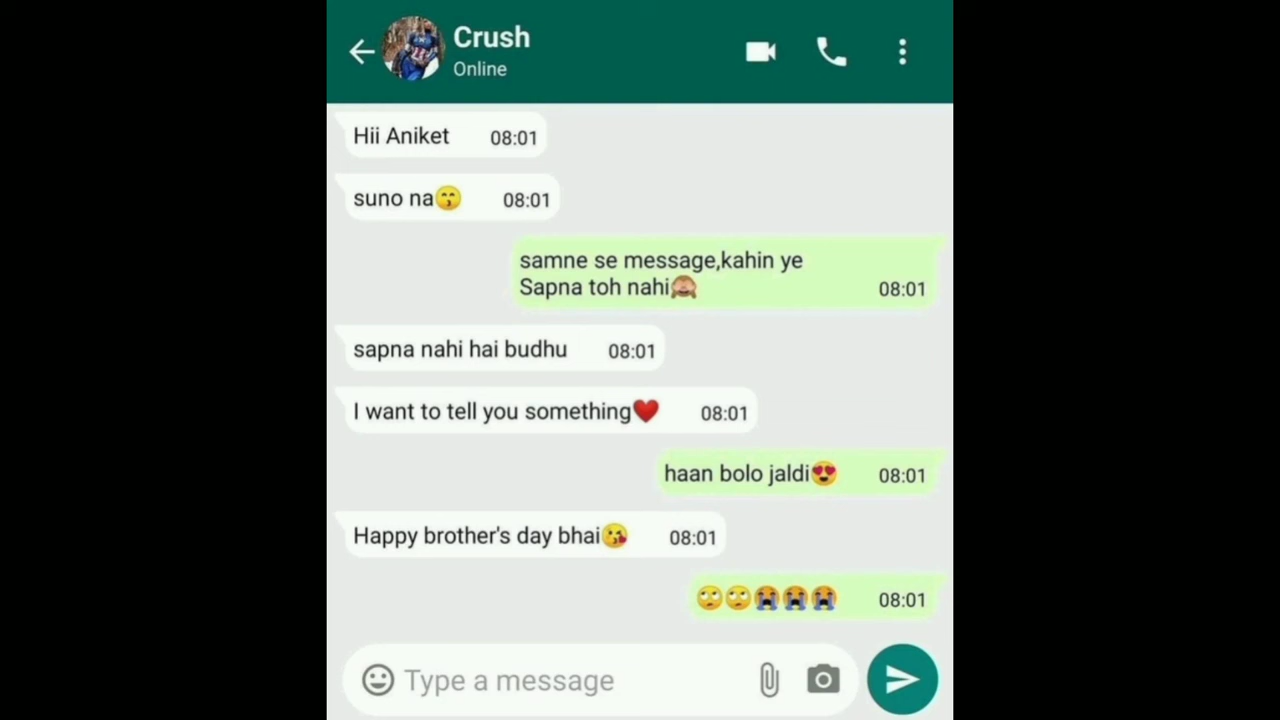 Crush
Online
Hii Aniket 08:01
suno na😙 08:01
samne se message,kahin ye
Sapna toh nahi🙈 08:01
sapna nahi hai budhu 08:01
I want to tell you something❤️ 08:01
haan bolo jaldi😍 08:01
Happy brother's day bhai😘 08:01
🙄🙄😭😭😭 08:01
Type a message